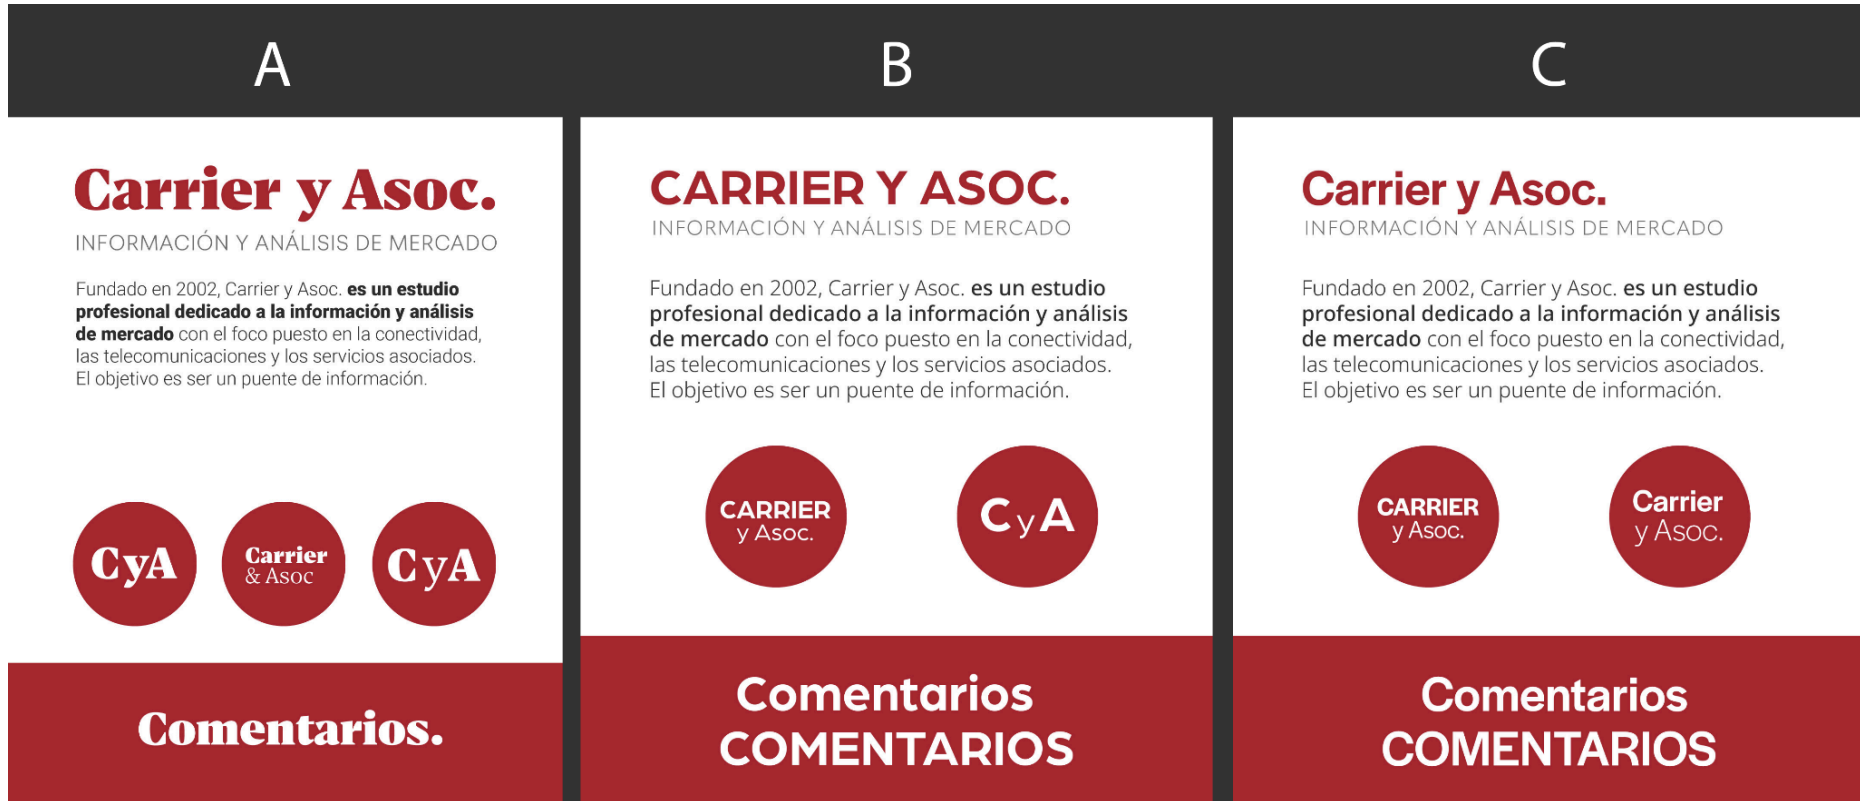 A
Carrier y Asoc.
INFORMACIÓN Y ANÁLISIS DE MERCADO
Fundado en 2002, Carrier y Asoc. es un estudio
profesional dedicado a la información y análisis
de mercado con el foco puesto en la conectividad,
las telecomunicaciones y los servicios asociados.
El objetivo es ser un puente de información.
CyA
Carrier
& Asoc
CyA
Comentarios.
B
CARRIER Y ASOC.
INFORMACIÓN Y ANÁLISIS DE MERCADO
Fundado en 2002, Carrier y Asoc. es un estudio
profesional dedicado a la información y análisis
de mercado con el foco puesto en la conectividad,
las telecomunicaciones y los servicios asociados.
El objetivo es ser un puente de información.
CARRIER
y Asoc.
CyA
Comentarios
COMENTARIOS
C
Carrier y Asoc.
INFORMACIÓN Y ANÁLISIS DE MERCADO
Fundado en 2002, Carrier y Asoc. es un estudio
profesional dedicado a la información y análisis
de mercado con el foco puesto en la conectividad,
las telecomunicaciones y los servicios asociados.
El objetivo es ser un puente de información.
CARRIER
y Asoc.
Carrier
y Asoc.
Comentarios
COMENTARIOS